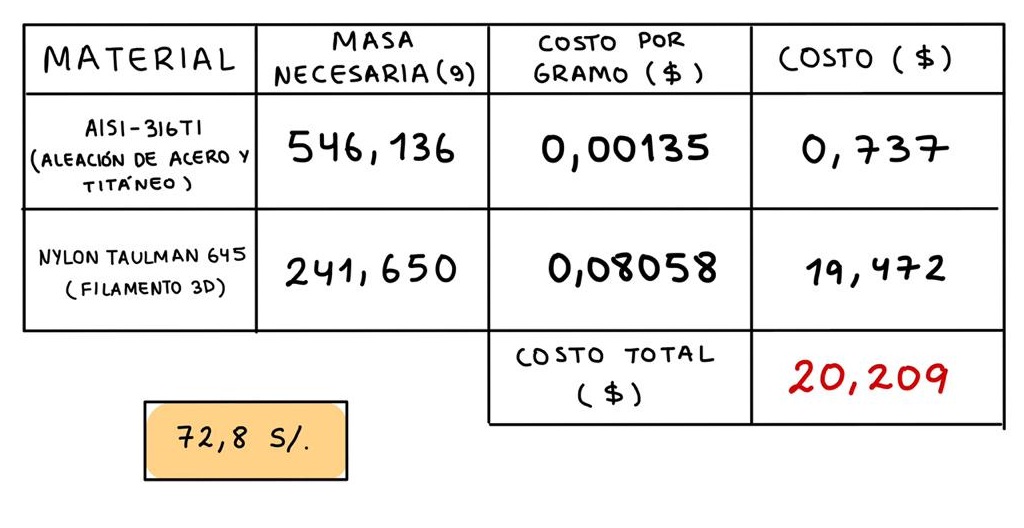 MATERIAL
MASA
NECESARIA (g)
COSTO POR
GRAMO ($)
COSTO ($)
AISI-316TI
(ALEACIÓN DE ACERO Y
TITÁNEO)
546,136
0,00135
0,737
NYLON TAULMAN 645
(FILAMENTO 3D)
241,650
0,08058
19,472
COSTO TOTAL
($)
20,209
72,8 S/.